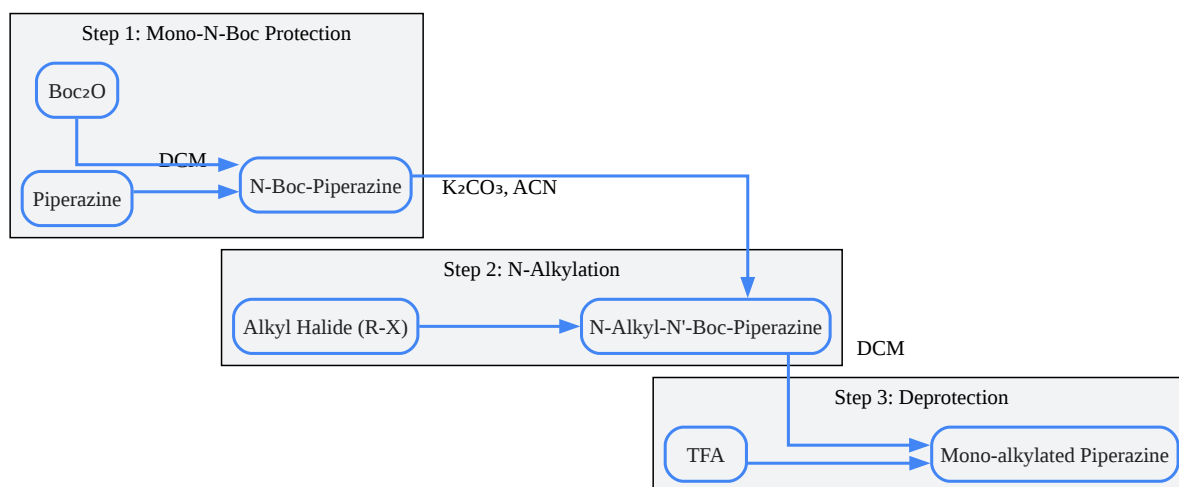 Step 1: Mono-N-Boc Protection
Boc₂O
DCM
Piperazine
N-Boc-Piperazine
K₂CO₃, ACN
Step 2: N-Alkylation
Alkyl Halide (R-X)
N-Alkyl-N'-Boc-Piperazine
DCM
Step 3: Deprotection
TFA
Mono-alkylated Piperazine